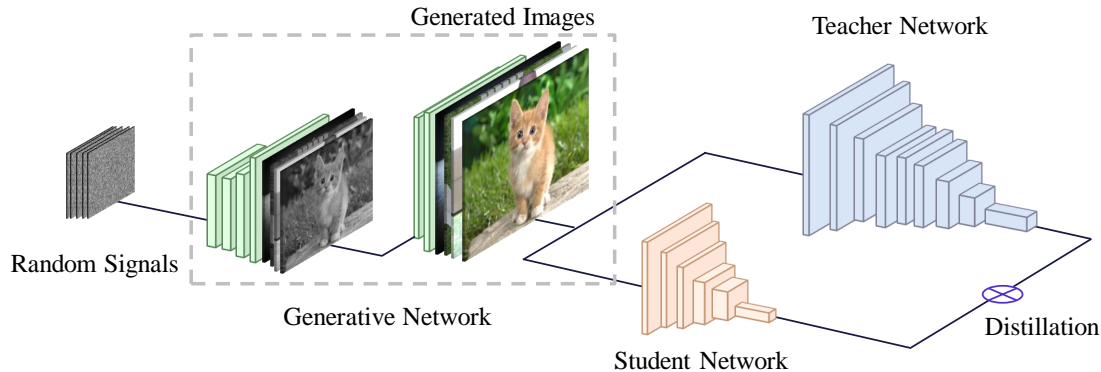 Generated Images
Teacher Network
Random Signals
Generative Network
Distillation
Student Network